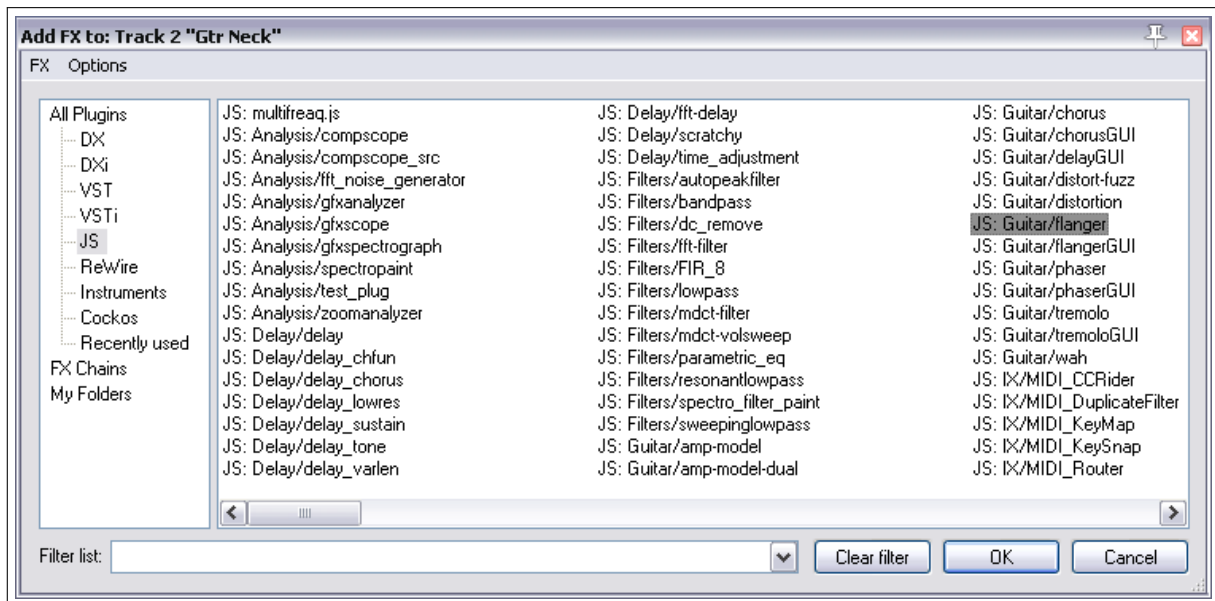 Add FX to: Track 2 "Gtr Neck"
FX Options
All Plugins
DX
DXi
VST
VSTi
JS
ReWire
Instruments
Cockos
Recently used
FX Chains
My Folders
JS: multifreaq.js
JS: Analysis/compscope
JS: Analysis/compscope_src
JS: Analysis/fft_noise_generator
JS: Analysis/gfxanalyzer
JS: Analysis/gfxscope
JS: Analysis/gfxspectrograph
JS: Analysis/spectropaint
JS: Analysis/test_plug
JS: Analysis/zoomanalyzer
JS: Delay/delay
JS: Delay/delay_chfun
JS: Delay/delay_chorus
JS: Delay/delay_lowres
JS: Delay/delay_sustain
JS: Delay/delay_tone
JS: Delay/delay_varlen
JS: Delay/fft-delay
JS: Delay/scratchy
JS: Delay/time_adjustment
JS: Filters/autopeakfilter
JS: Filters/bandpass
JS: Filters/dc_remove
JS: Filters/fft-filter
JS: Filters/FIR_8
JS: Filters/lowpass
JS: Filters/mdct-filter
JS: Filters/mdct-volsweep
JS: Filters/parametric_eq
JS: Filters/resonantlowpass
JS: Filters/spectro_filter_paint
JS: Filters/sweepinglowpass
JS: Guitar/amp-model
JS: Guitar/amp-model-dual
JS: Guitar/chorus
JS: Guitar/chorusGUI
JS: Guitar/delayGUI
JS: Guitar/distort-fuzz
JS: Guitar/distortion
JS: Guitar/flanger
JS: Guitar/flangerGUI
JS: Guitar/phaser
JS: Guitar/phaserGUI
JS: Guitar/tremolo
JS: Guitar/tremoloGUI
JS: Guitar/wah
JS: IX/MIDI_CCRider
JS: IX/MIDI_DuplicateFilter
JS: IX/MIDI_KeyMap
JS: IX/MIDI_KeySnap
JS: IX/MIDI_Router
Filter list: Clear filter OK Cancel